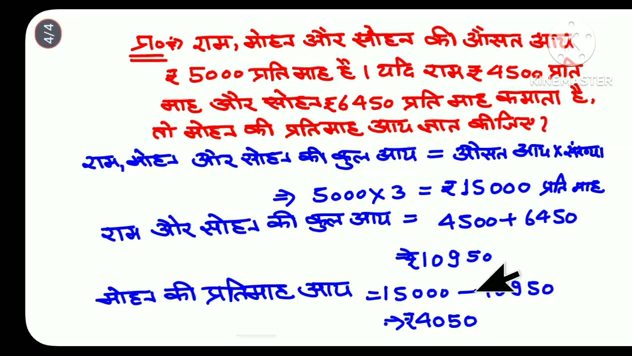 4/4
प्र०:- राम, मोहन और सोहन की औसत आय
₹5000 प्रति माह है। यदि राम ₹4500 प्रति
माह और सोहन ₹6450 प्रति माह कमाता है,
तो मोहन की प्रतिमाह आय ज्ञात कीजिए?
राम, मोहन और सोहन की कुल आय = औसत आय × संख्या
⇒ 5000×3 = ₹15000 प्रति माह
राम और सोहन की कुल आय = 4500+6450
⇒₹10950
मोहन की प्रतिमाह आय =15000 – 10950
⇒₹4050
KINEMASTER